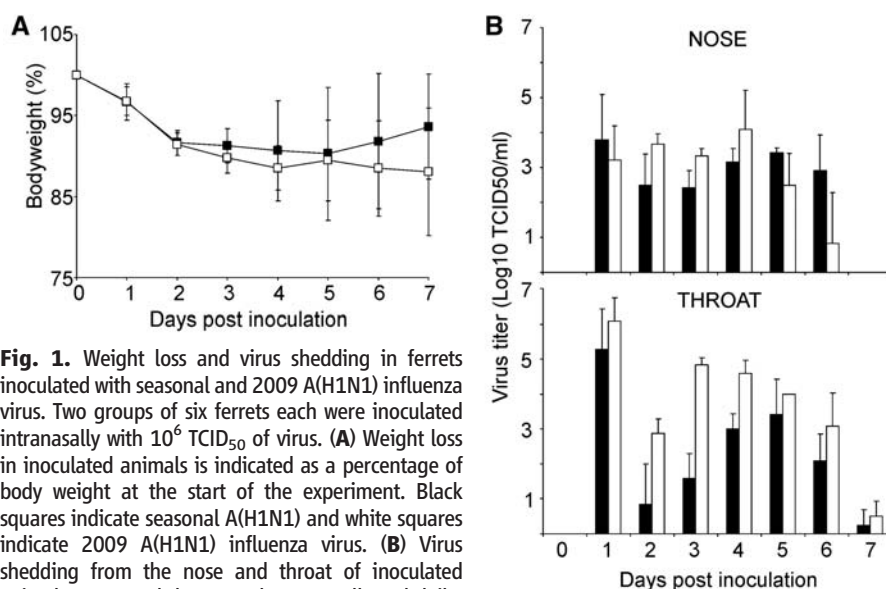 A
105
95
85
75
Bodyweight (%)
0 1 2 3 4 5 6 7
Days post inoculation
Fig. 1. Weight loss and virus shedding in ferrets
inoculated with seasonal and 2009 A(H1N1) influenza
virus. Two groups of six ferrets each were inoculated
intranasally with 10⁶ TCID₅₀ of virus. (A) Weight loss
in inoculated animals is indicated as a percentage of
body weight at the start of the experiment. Black
squares indicate seasonal A(H1N1) and white squares
indicate 2009 A(H1N1) influenza virus. (B) Virus
shedding from the nose and throat of inoculated
B
NOSE
7
5
3
1
Virus titer (Log10 TCID50/ml)
THROAT
7
5
3
1
0 1 2 3 4 5 6 7
Days post inoculation